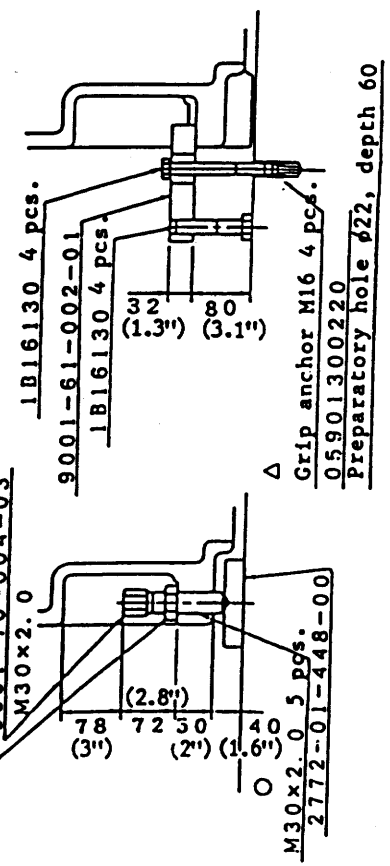 1B16130 4 pcs.
9001-61-002-01
1B16130 4 pcs.
32
(1.3")
80
(3.1")
△ Grip anchor M16 4 pcs.
05901300220
Preparatory hole ø22, depth 60
M30×2.0
(2.8")
78 72 50 40
(3") (2") (1.6")
○ M30×2.0 5 pcs.
2772-01-448-00